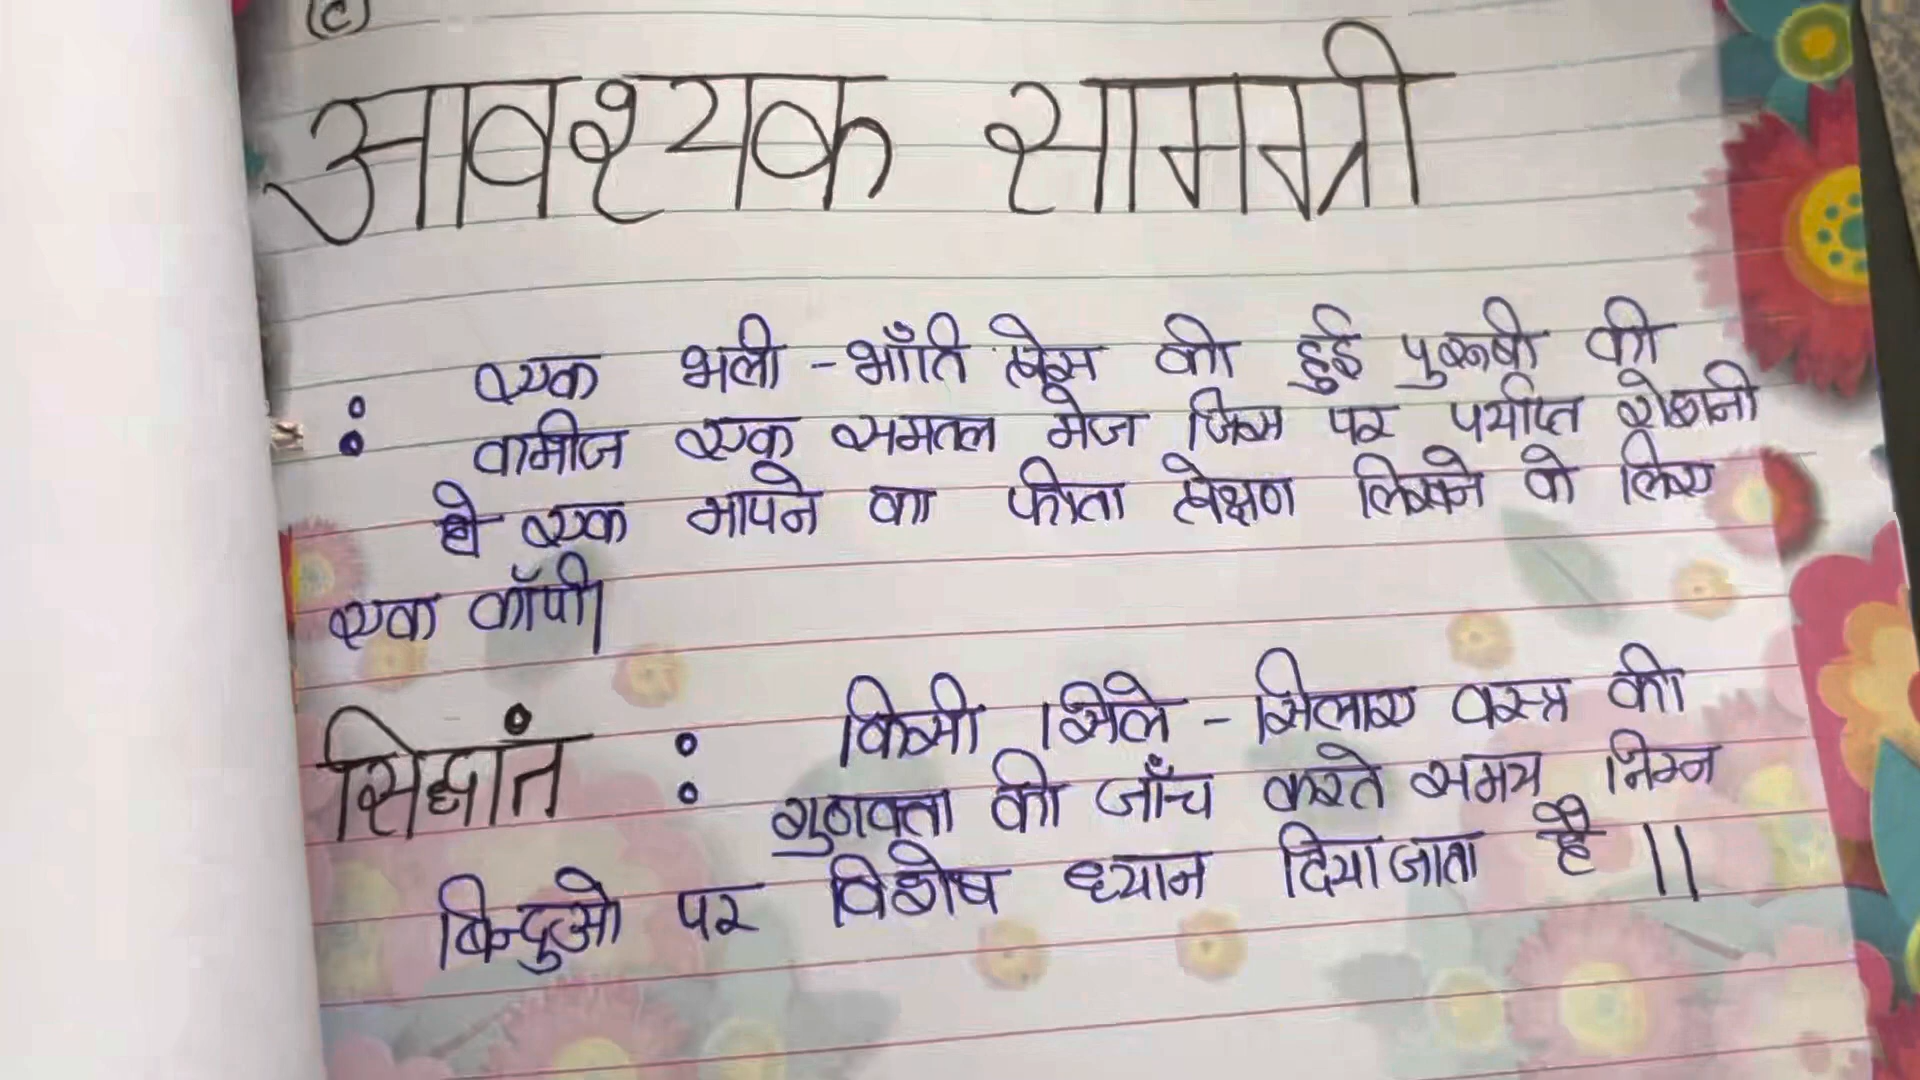 (C)
आवश्यक सामग्री
: एक भली-भाँति प्रेस की हुई पुरूषो की
कमीज एक समतल मेज जिस पर पर्याप्त रोशनी
हो एक मापने का फीता प्रेक्षण लिखने के लिए
एक कॉपी।
सिद्धांत : किसी सिले-सिलाए वस्त्र की
गुणवत्ता की जाँच करते समय निम्न
बिन्दुओ पर विशेष ध्यान दिया जाता है ||